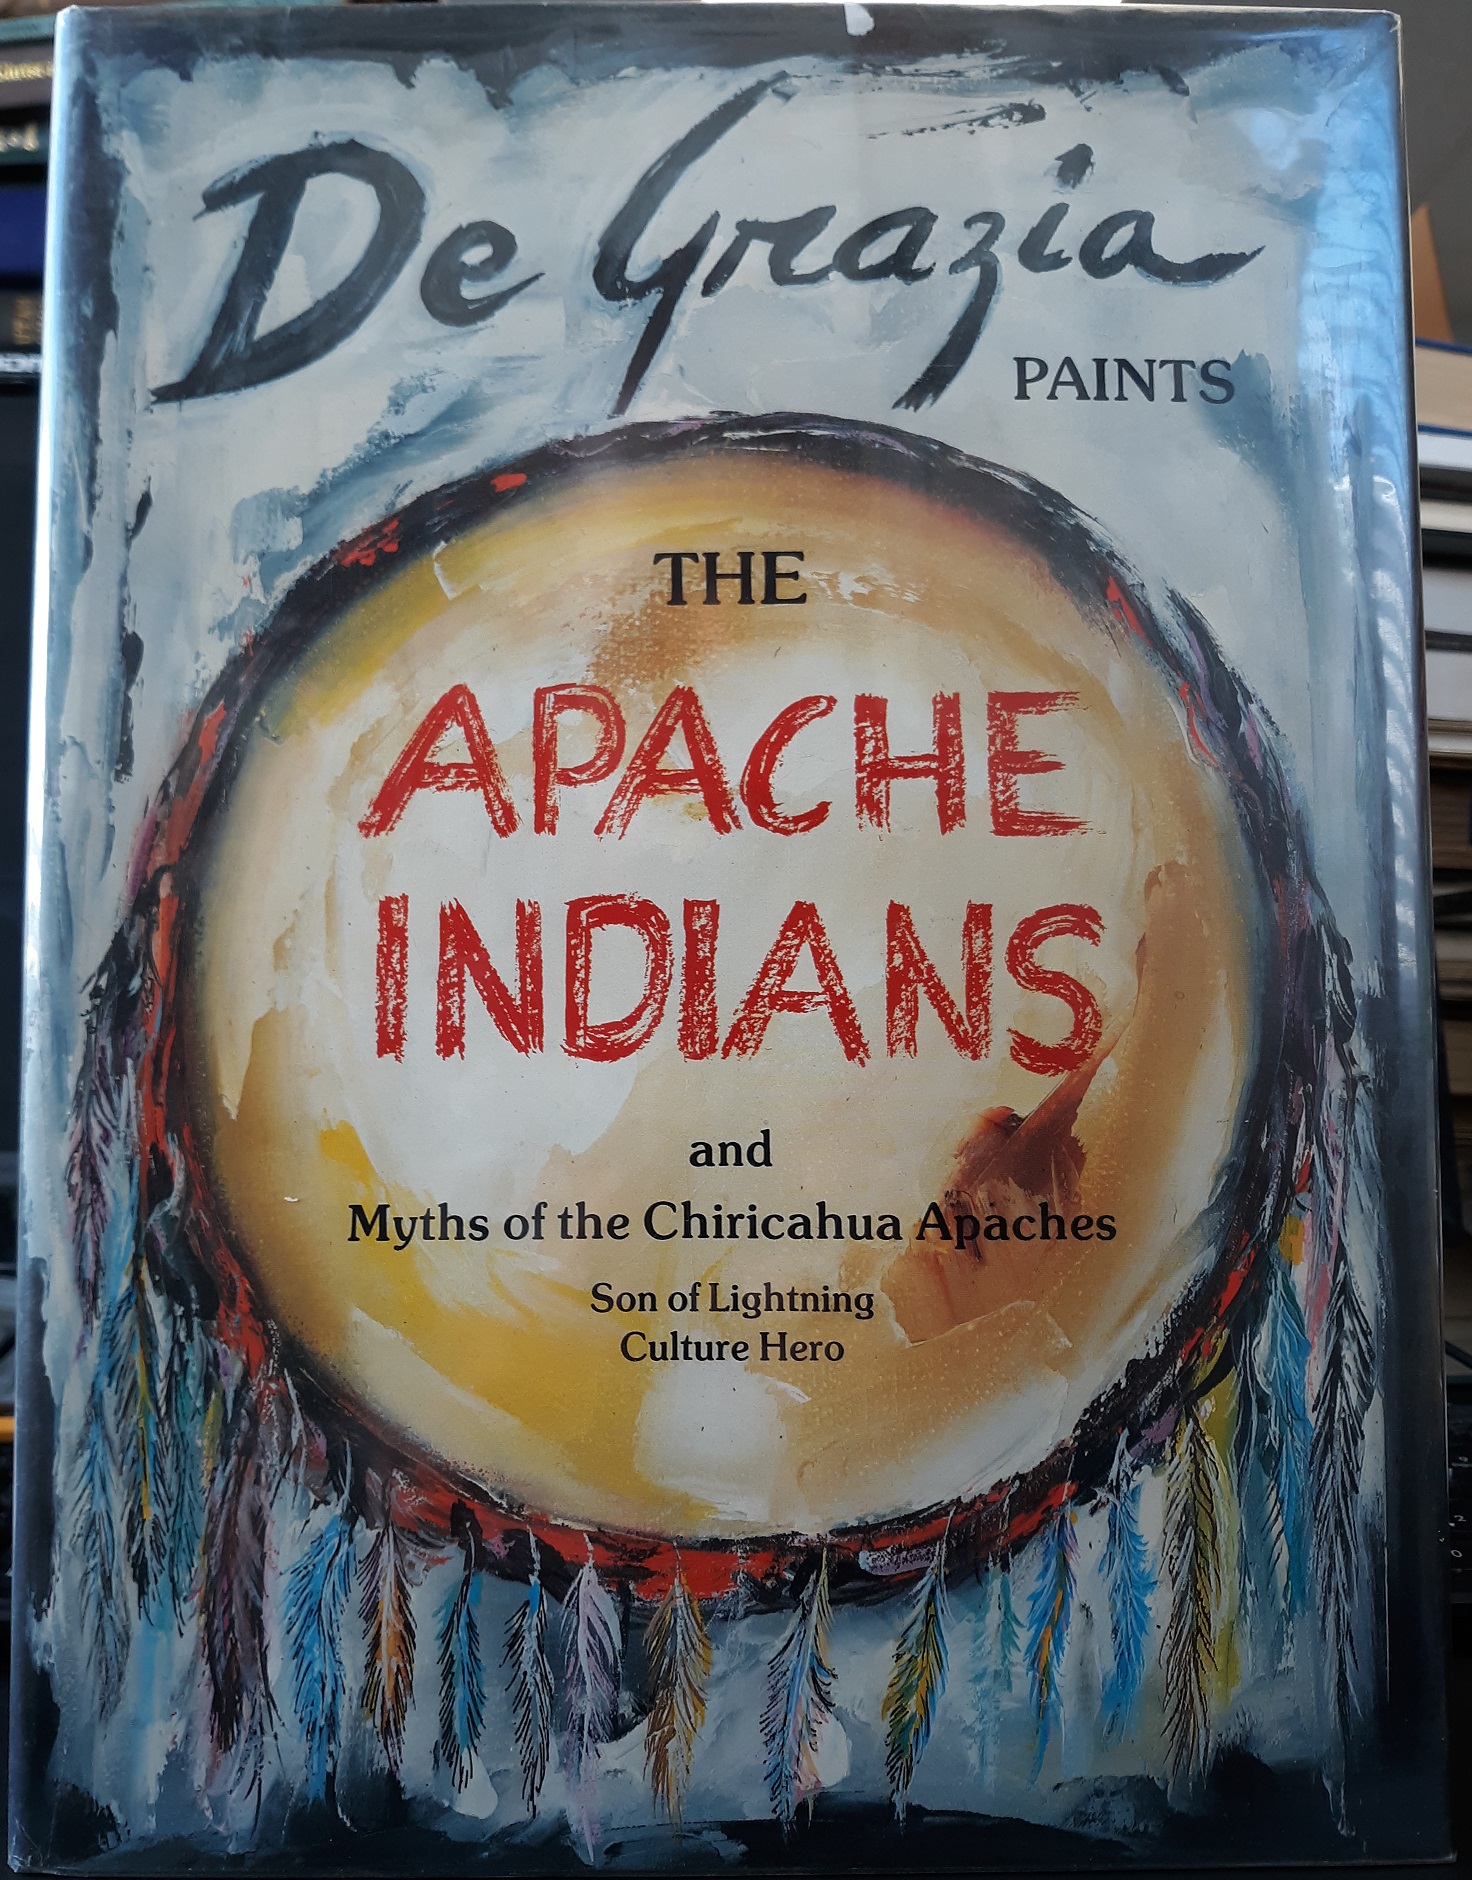 De Grazia
PAINTS
THE
APACHE
INDIANS
and
Myths of the Chiricahua Apaches
Son of Lightning
Culture Hero